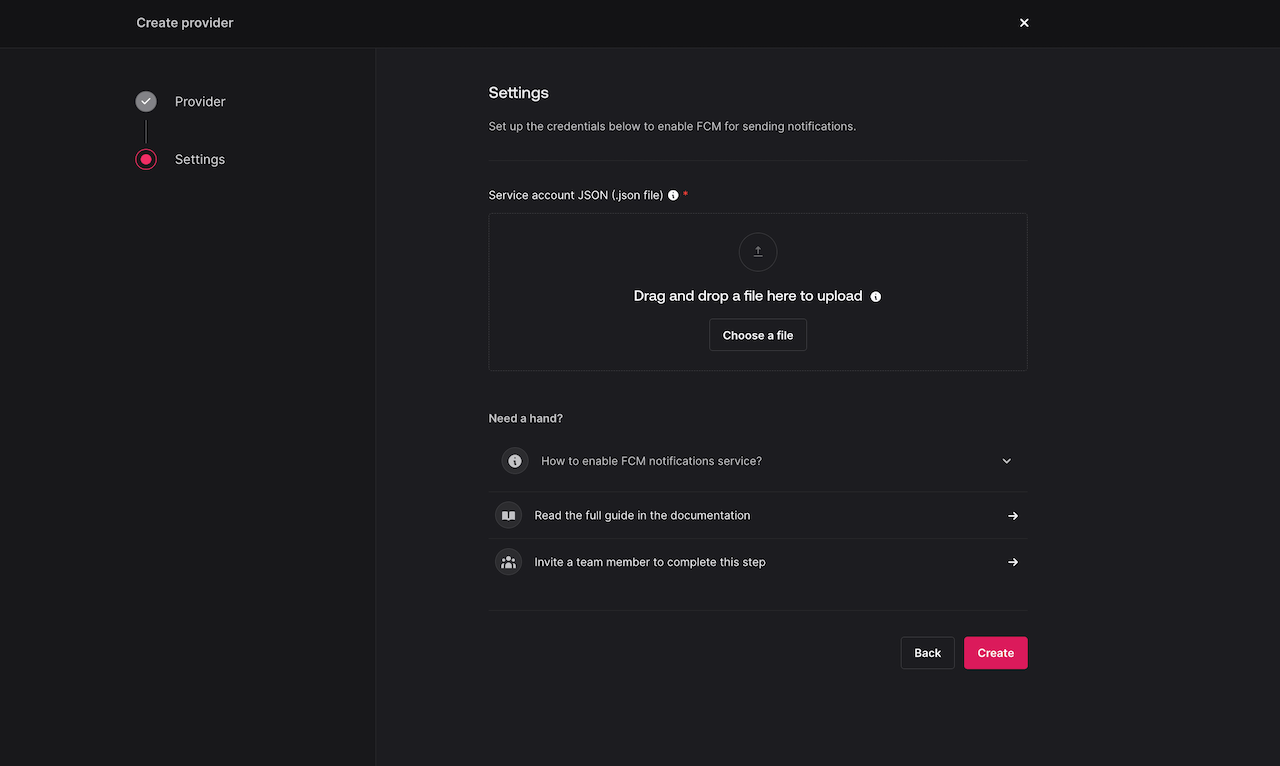 Create provider
Provider
Settings
Settings
Set up the credentials below to enable FCM for sending notifications.
Service account JSON (.json file) *
Drag and drop a file here to upload
Choose a file
Need a hand?
How to enable FCM notifications service?
Read the full guide in the documentation
Invite a team member to complete this step
Back
Create